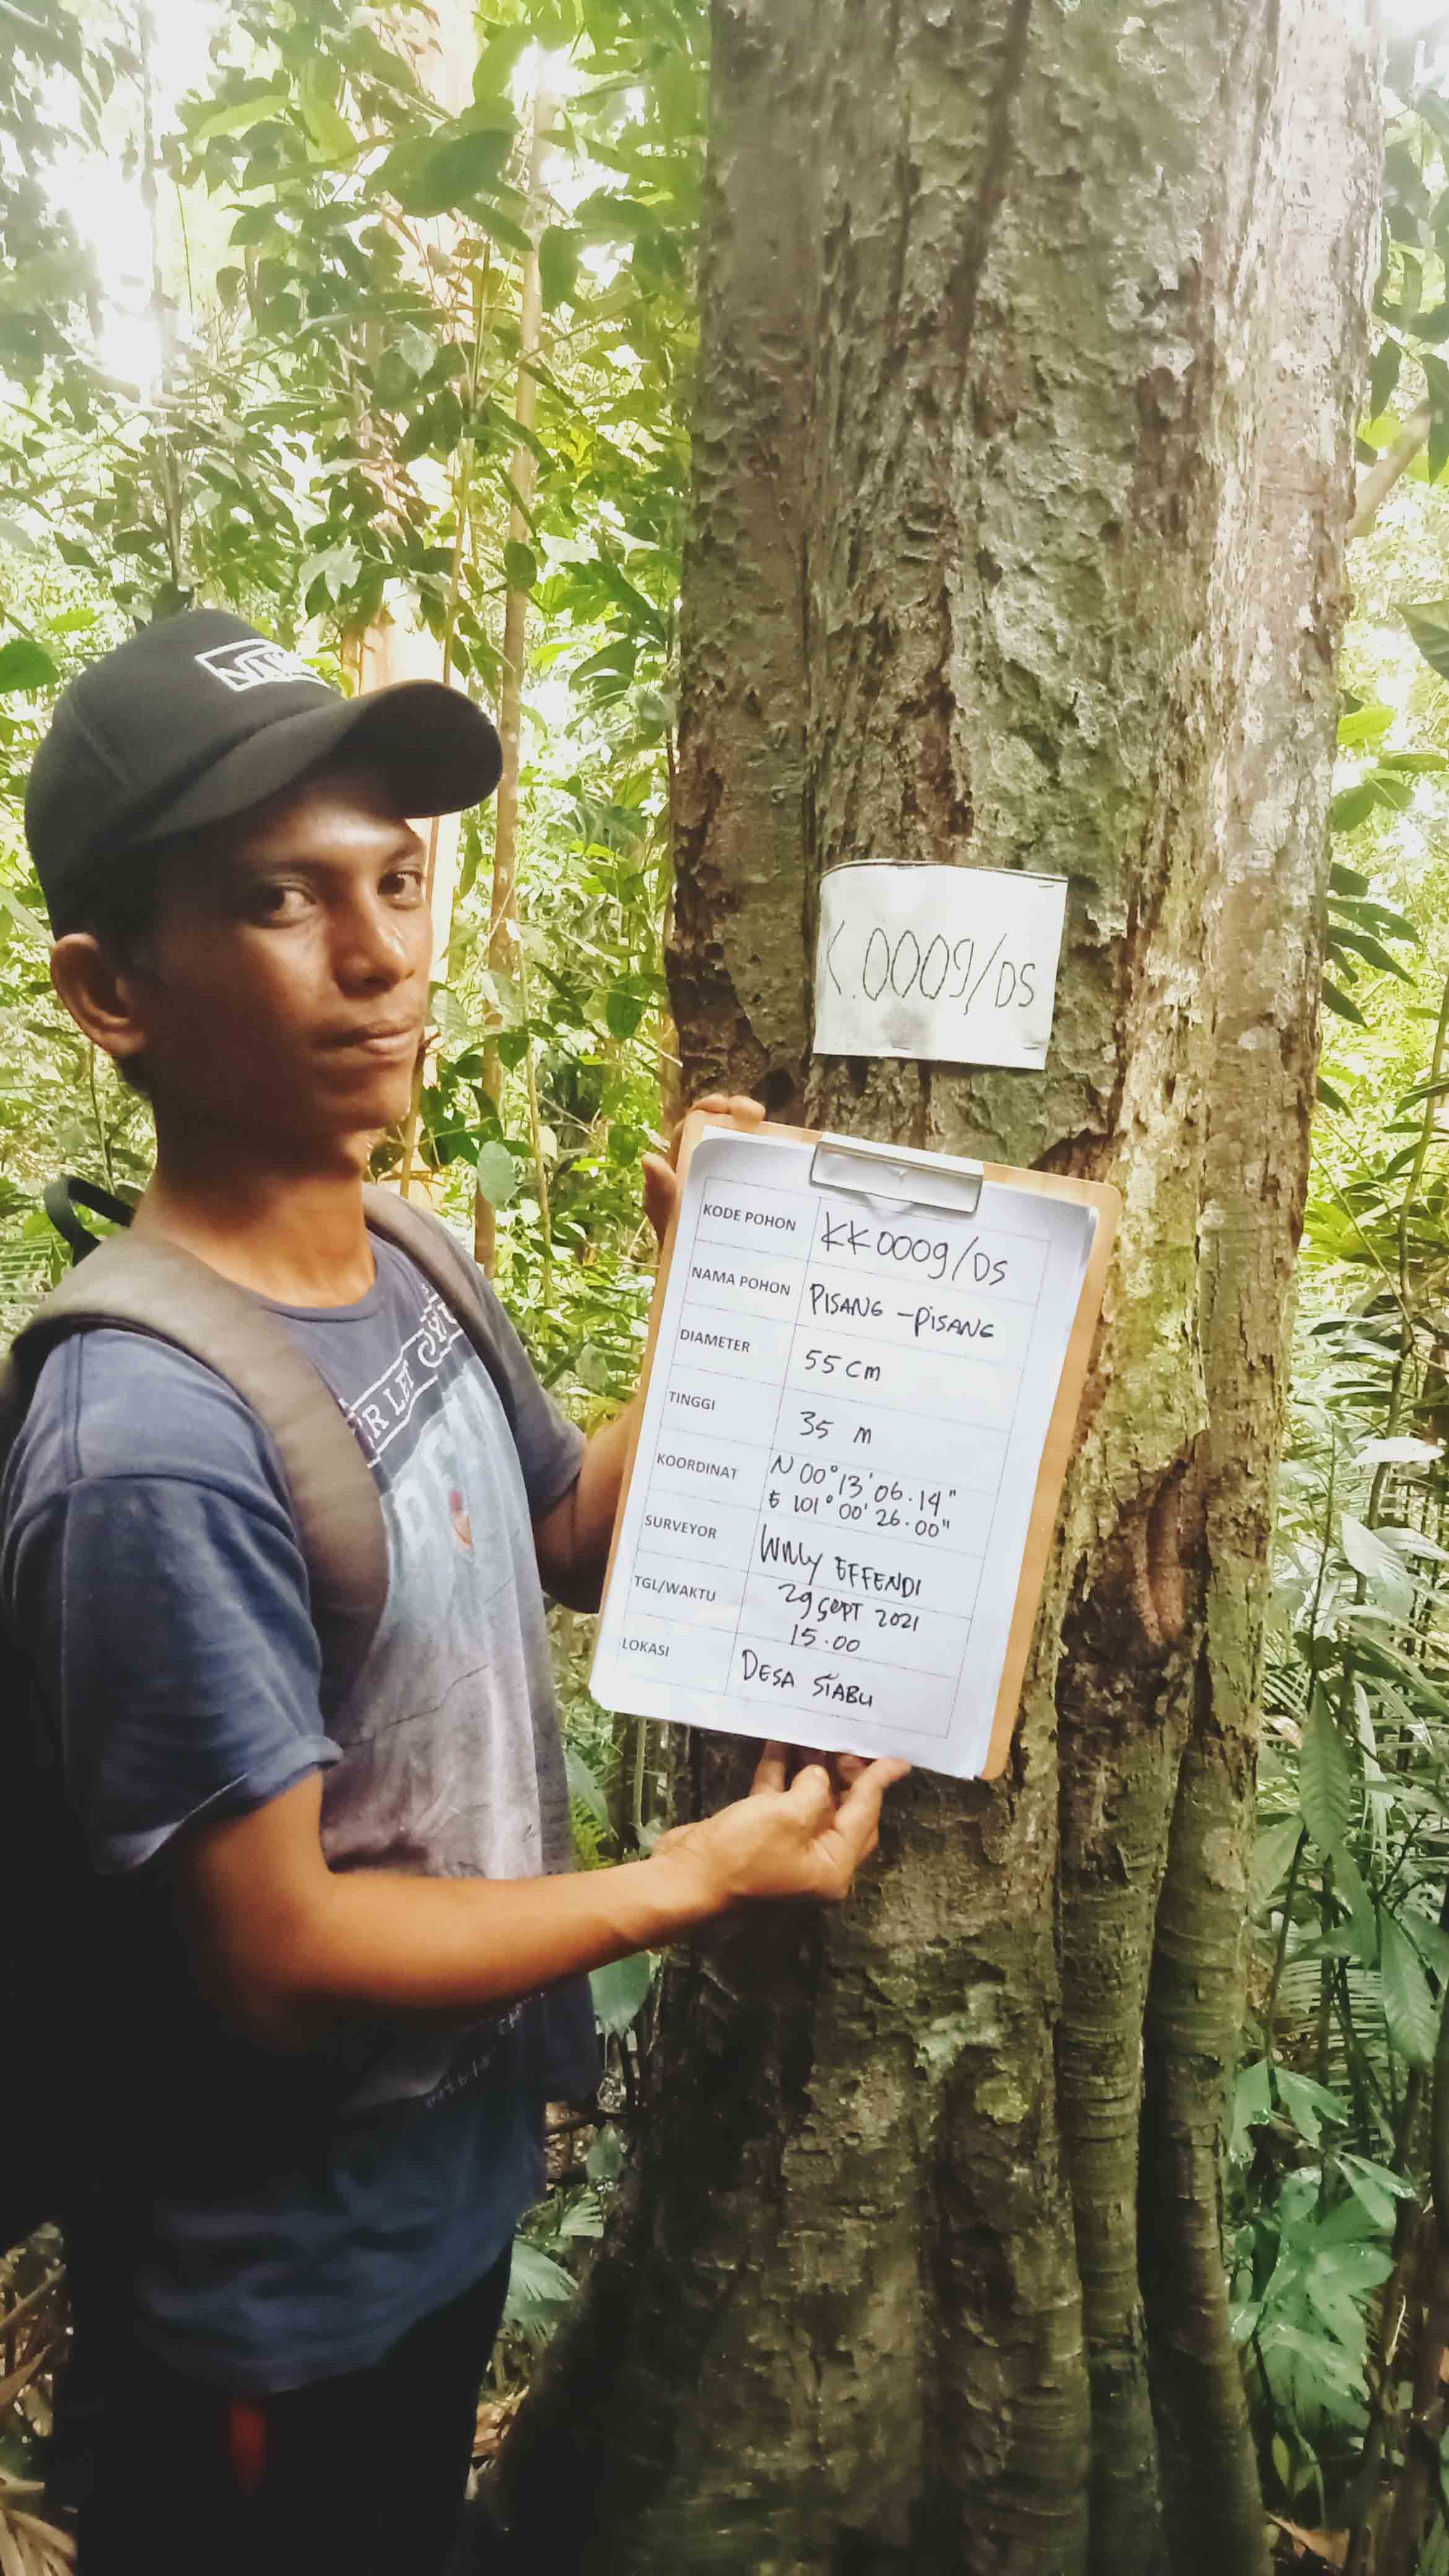 K.0009/DS
KODE POHON KK0009/DS
NAMA POHON PISANG-PISANG
DIAMETER 55 cm
TINGGI 35 m
KOORDINAT N 00°13'06.14"
E 101°00'26.00"
SURVEYOR Willy EFFENDI
TGL/WAKTU 29 SEPT 2021
15.00
LOKASI DESA SIABU